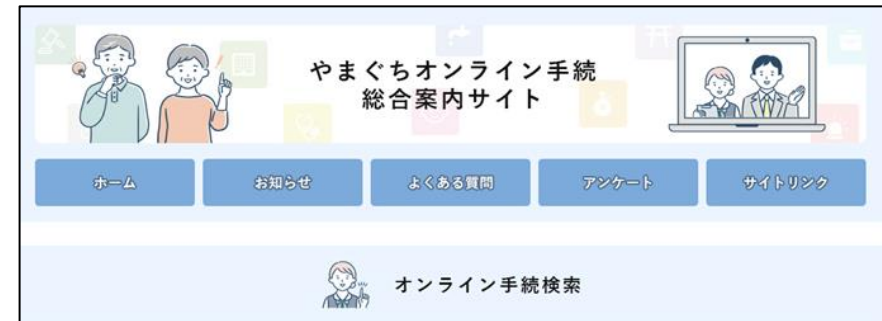 やまぐちオンライン手続
総合案内サイト
ホーム
お知らせ
よくある質問
アンケート
サイトリンク
オンライン手続検索